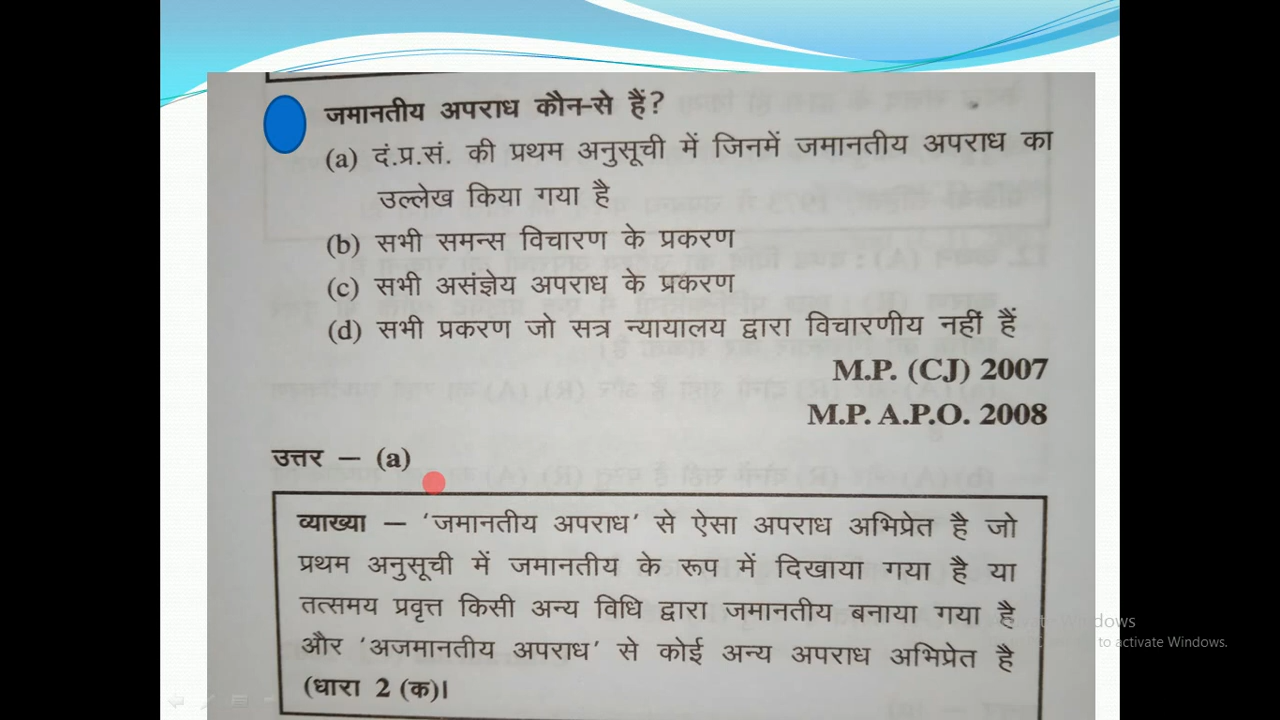 जमानतीय अपराध कौन-से हैं?
(a) दं.प्र.सं. की प्रथम अनुसूची में जिनमें जमानतीय अपराध का
उल्लेख किया गया है
(b) सभी समन्स विचारण के प्रकरण
(c) सभी असंज्ञेय अपराध के प्रकरण
(d) सभी प्रकरण जो सत्र न्यायालय द्वारा विचारणीय नहीं हैं
M.P. (CJ) 2007
M.P. A.P.O. 2008
उत्तर – (a)
व्याख्या – ‘जमानतीय अपराध’ से ऐसा अपराध अभिप्रेत है जो
प्रथम अनुसूची में जमानतीय के रूप में दिखाया गया है या
तत्समय प्रवृत्त किसी अन्य विधि द्वारा जमानतीय बनाया गया है
और ‘अजमानतीय अपराध’ से कोई अन्य अपराध अभिप्रेत है
(धारा 2 (क)।
to activate Windows.